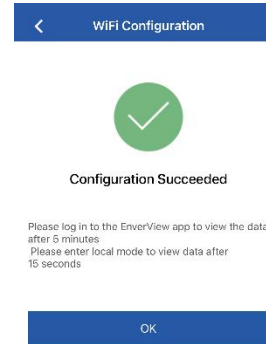 WiFi Configuration
Configuration Succeeded
Please log in to the EnverView app to view the data
after 5 minutes
Please enter local mode to view data after
15 seconds
OK